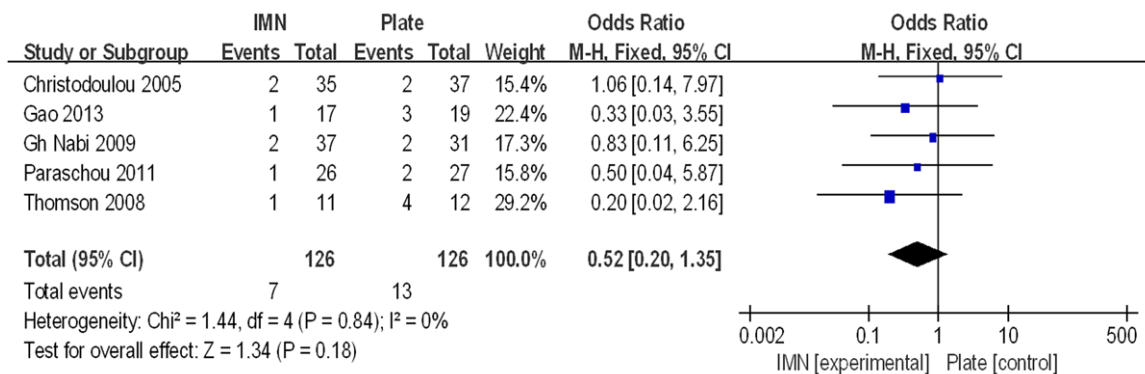 IMN Plate Odds Ratio Odds Ratio
Study or Subgroup Events Total Events Total Weight M-H, Fixed, 95% CI M-H, Fixed, 95% CI
Christodoulou 2005 2 35 2 37 15.4% 1.06 [0.14, 7.97]
Gao 2013 1 17 3 19 22.4% 0.33 [0.03, 3.55]
Gh Nabi 2009 2 37 2 31 17.3% 0.83 [0.11, 6.25]
Paraschou 2011 1 26 2 27 15.8% 0.50 [0.04, 5.87]
Thomson 2008 1 11 4 12 29.2% 0.20 [0.02, 2.16]
Total (95% CI) 126 126 100.0% 0.52 [0.20, 1.35]
Total events 7 13
Heterogeneity: Chi² = 1.44, df = 4 (P = 0.84); I² = 0%
Test for overall effect: Z = 1.34 (P = 0.18)
0.002 0.1 1 10 500
IMN [experimental] Plate [control]